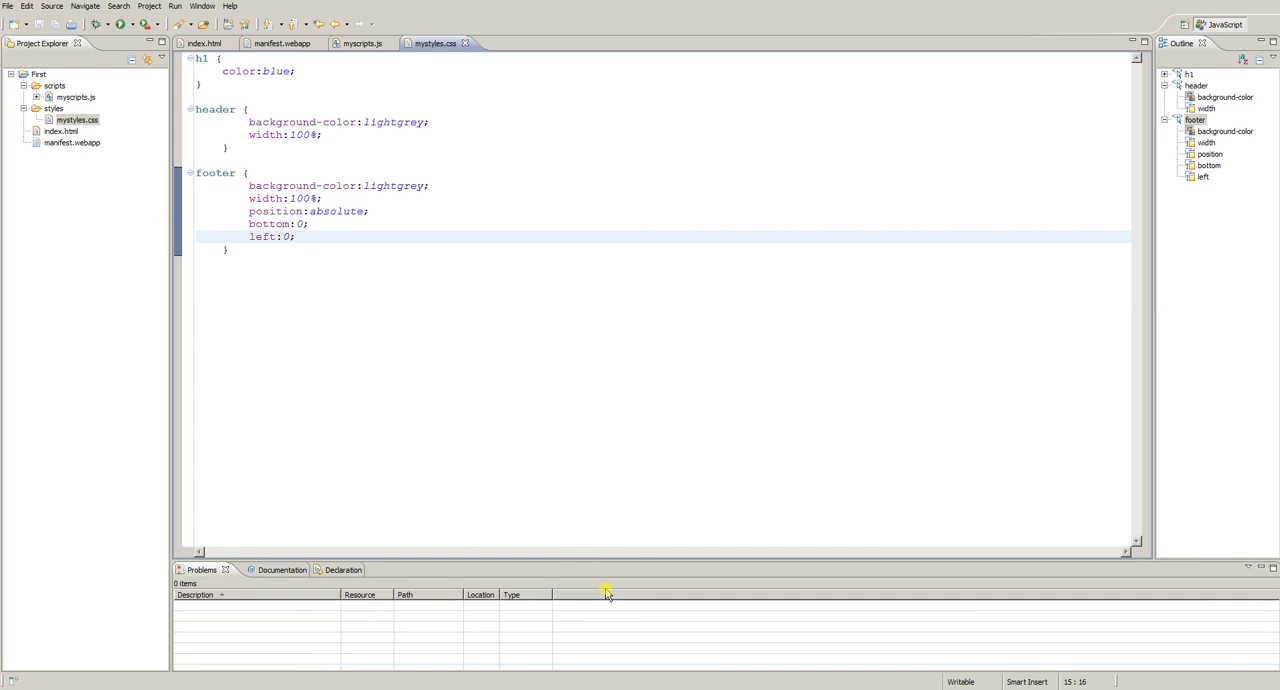 File Edit Source Navigate Search Project Run Window Help
JavaScript
Project Explorer
index.html manifest.webapp myscripts.js mystyles.css
Outline
First
scripts
myscripts.js
styles
mystyles.css
index.html
manifest.webapp
h1 {
color:blue;
}
header {
background-color:lightgrey;
width:100%;
}
footer {
background-color:lightgrey;
width:100%;
position:absolute;
bottom:0;
left:0;
}
h1
header
background-color
width
footer
background-color
width
position
bottom
left
Problems Documentation Declaration
0 items
Description Resource Path Location Type
Writable Smart Insert 15 : 16